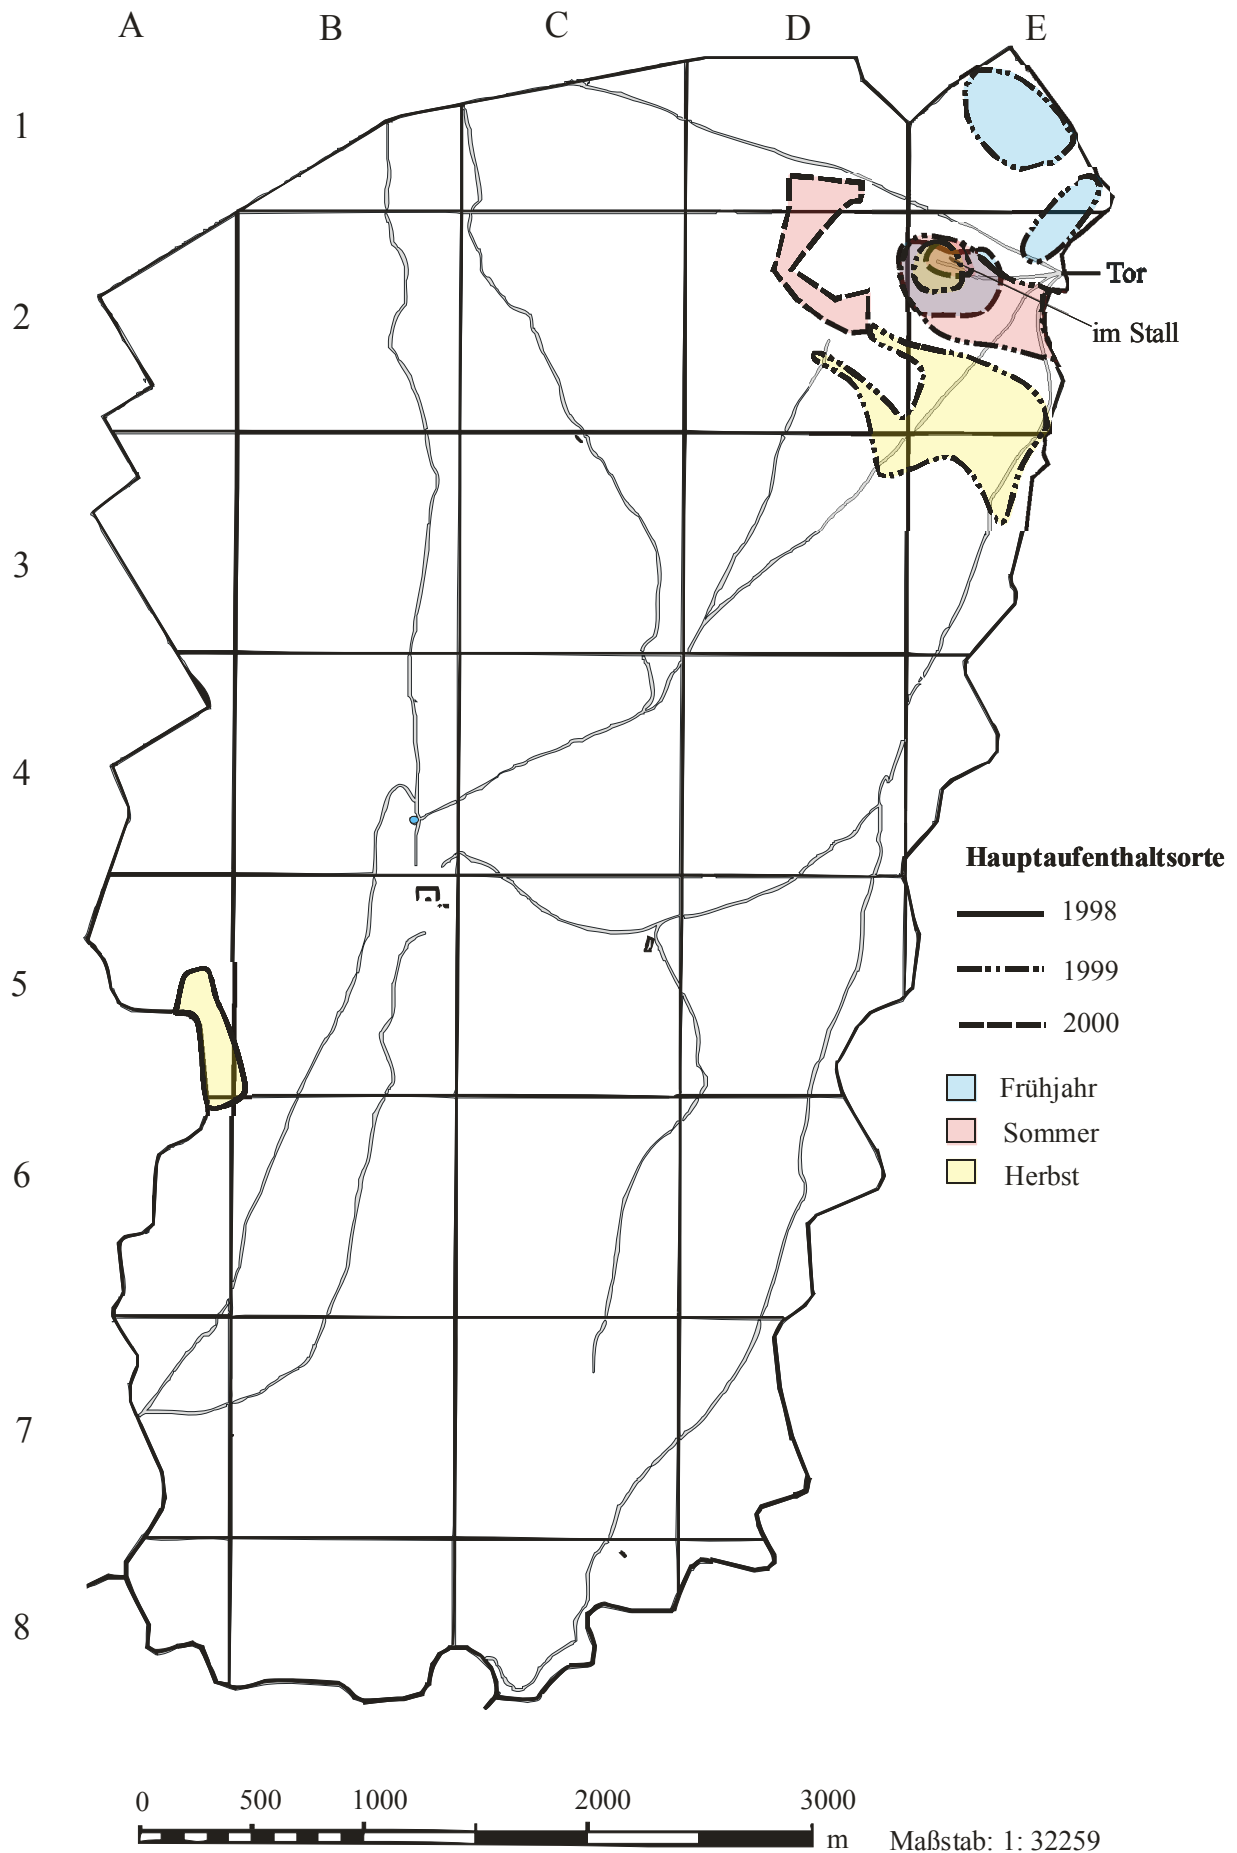 A B C D E
1
Tor
2
im Stall
3
4
Hauptaufenthaltsorte
1998
5
1999
2000
Frühjahr
Sommer
6
Herbst
7
8
0 500 1000 2000 3000
m Maßstab: 1: 32259